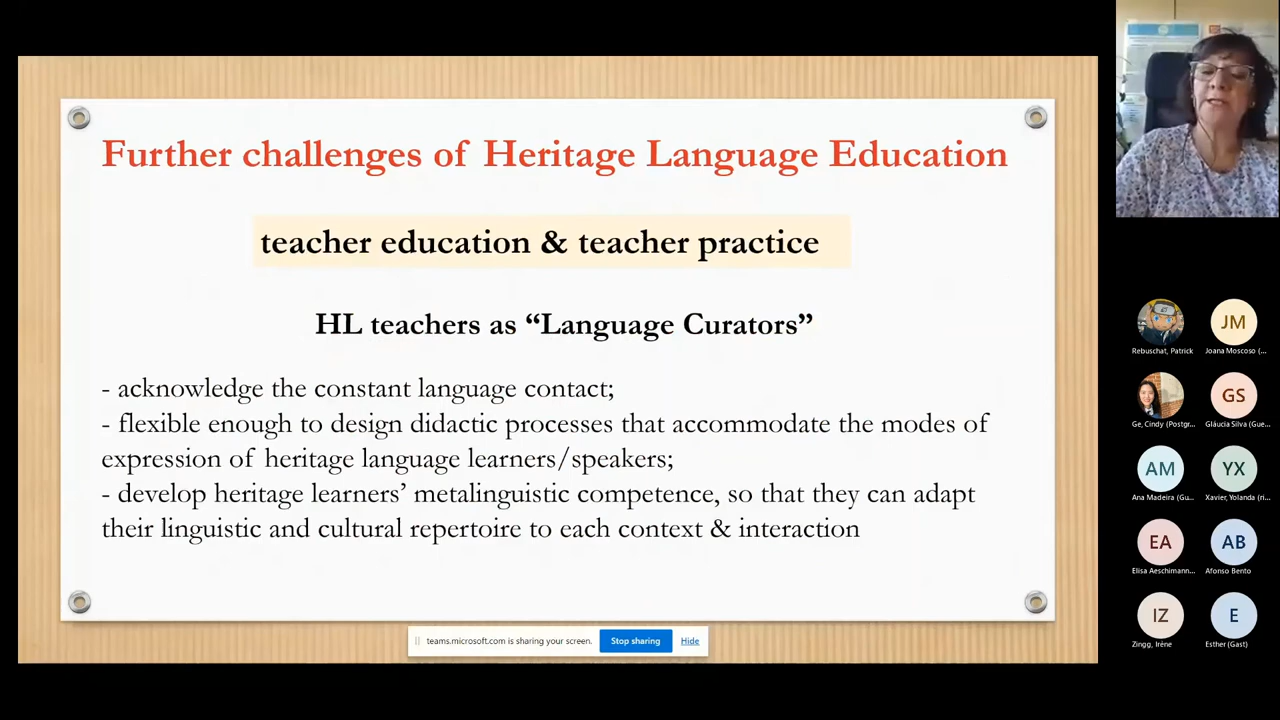 Further challenges of Heritage Language Education
teacher education & teacher practice
HL teachers as “Language Curators”
- acknowledge the constant language contact;
- flexible enough to design didactic processes that accommodate the modes of
expression of heritage language learners/speakers;
- develop heritage learners’ metalinguistic competence, so that they can adapt
their linguistic and cultural repertoire to each context & interaction
teams.microsoft.com is sharing your screen.
Stop sharing
Hide
Rebuschat, Patrick
JM
Joana Moscoso (...
Ge, Cindy (Postgr...
GS
Gláucia Silva (Gue...
AM
Ana Madeira (Gu...
YX
Xavier, Yolanda (ri...
EA
Elisa Aeschimann...
AB
Afonso Bento
IZ
Zingg, Irène
E
Esther (Gast)